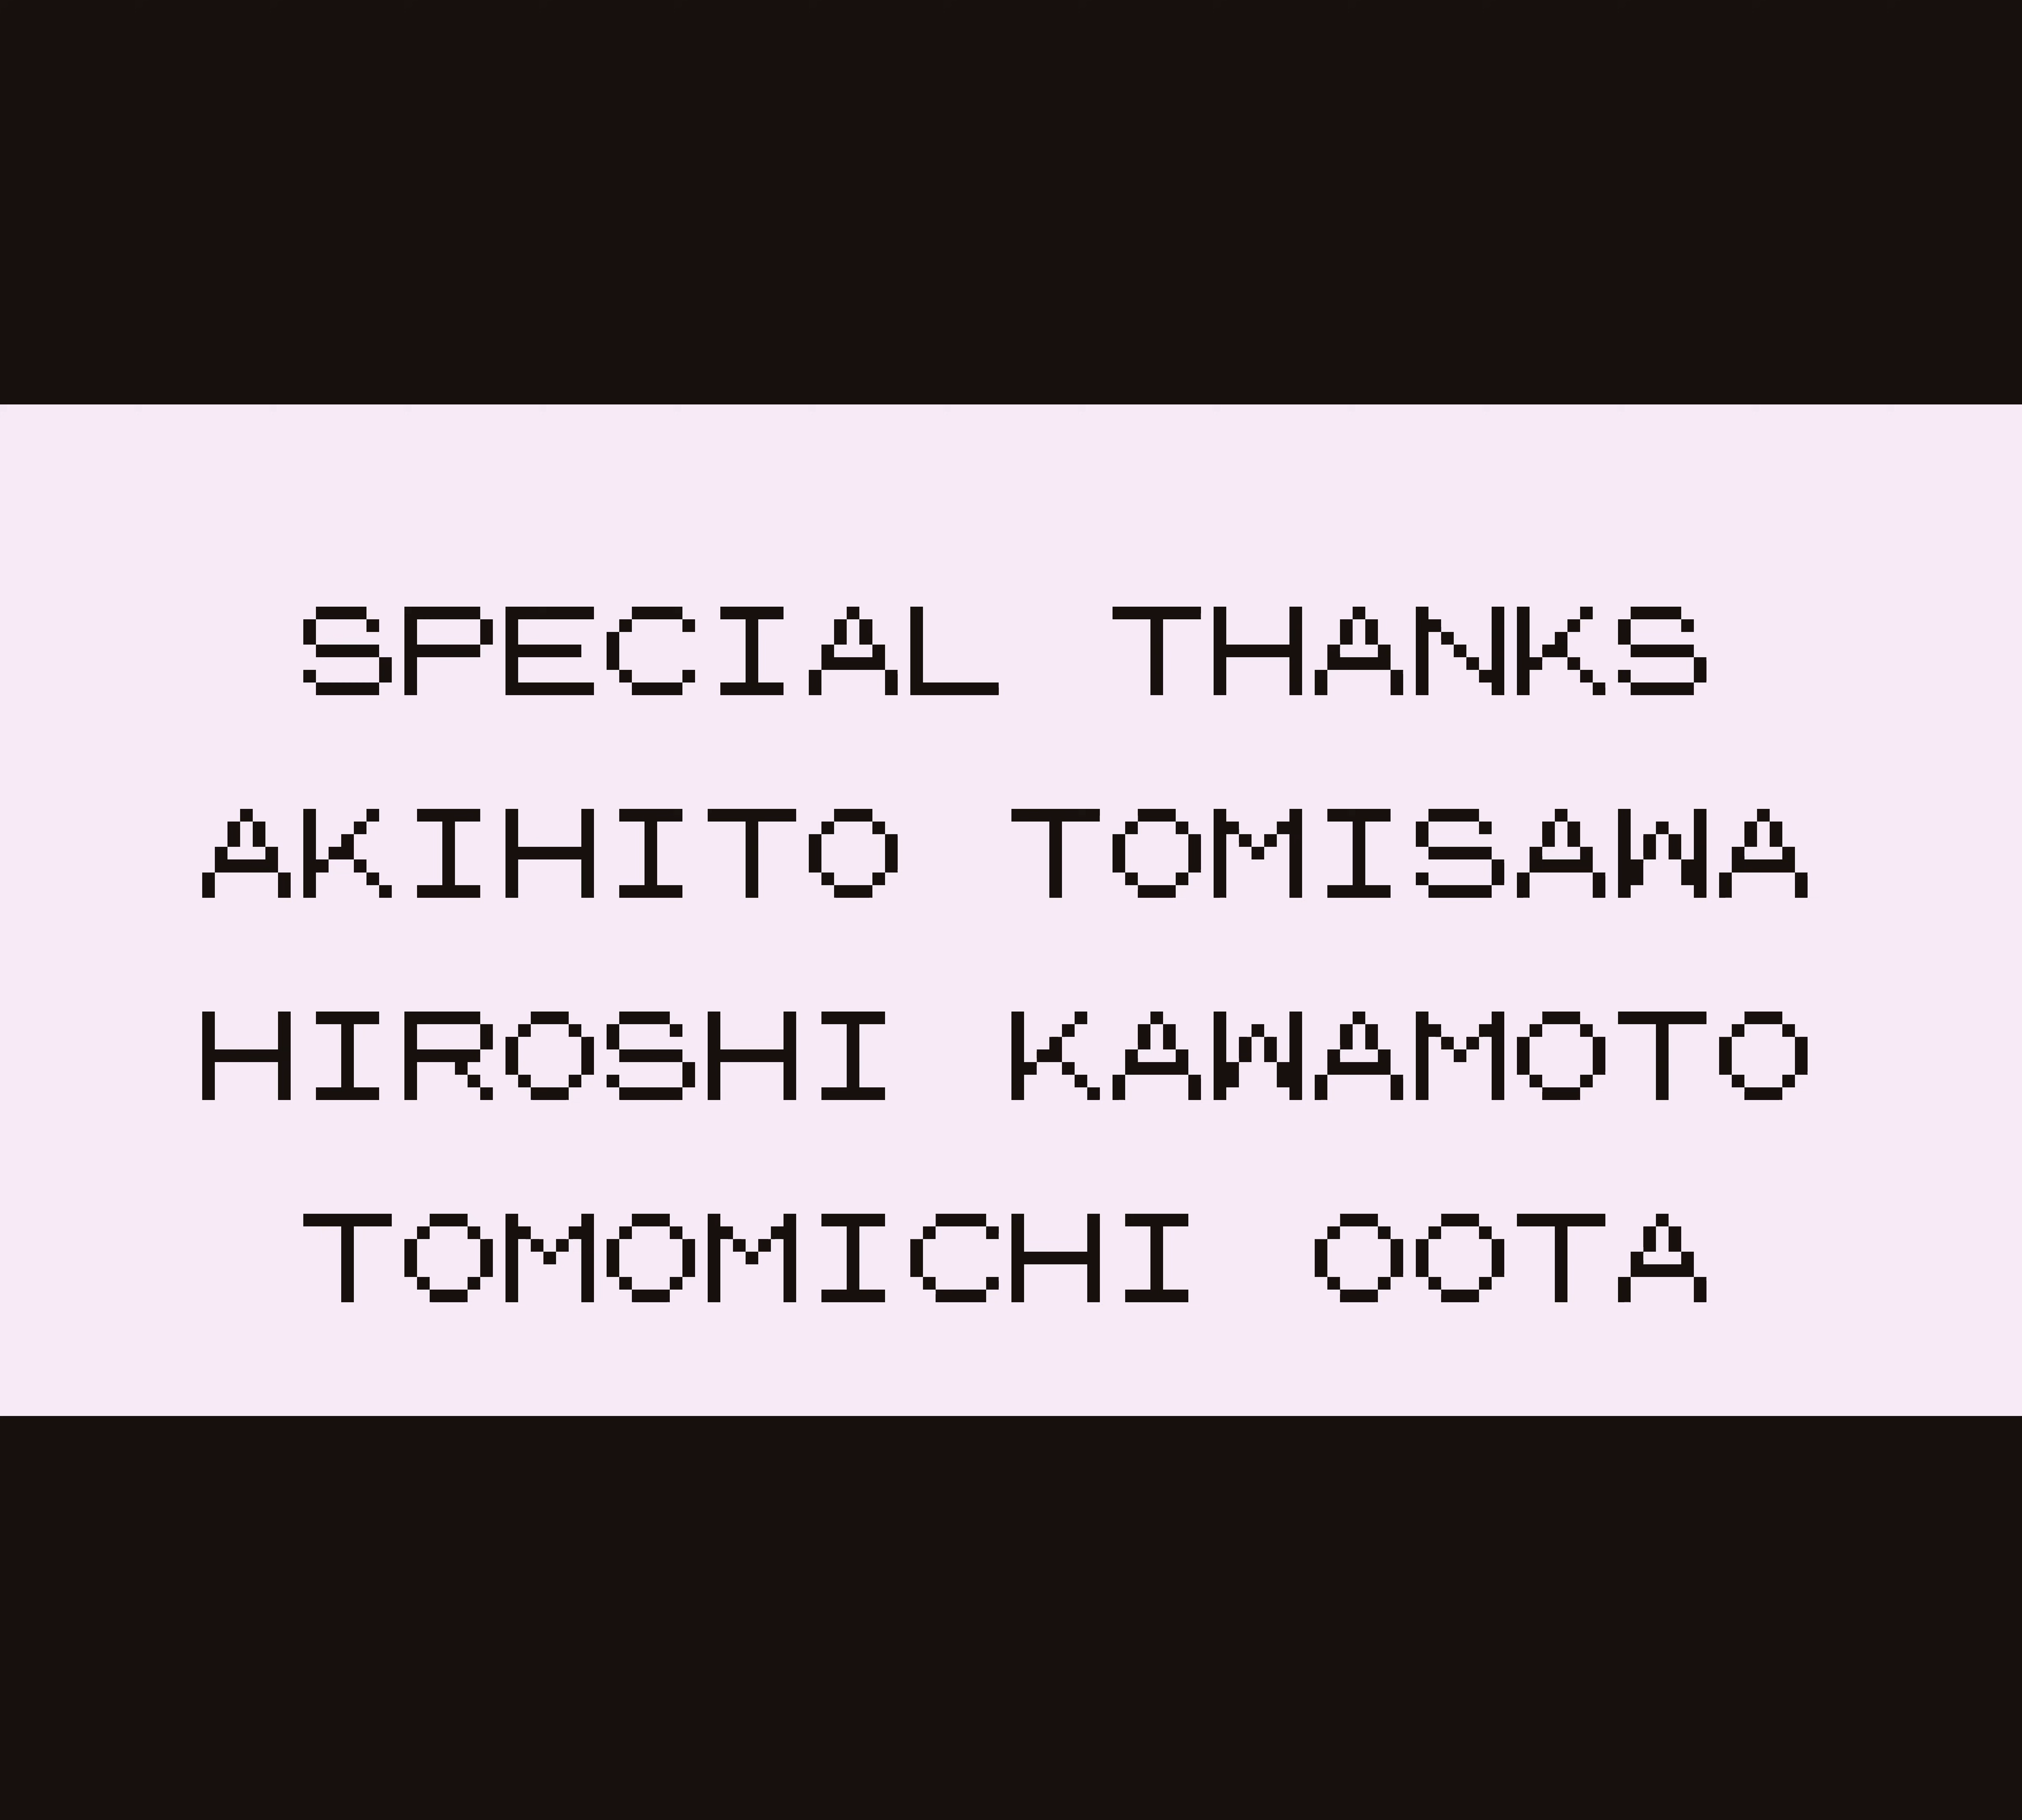 SPECIAL THANKS
AKIHITO TOMISAWA
HIROSHI KAWAMOTO
TOMOMICHI OOTA